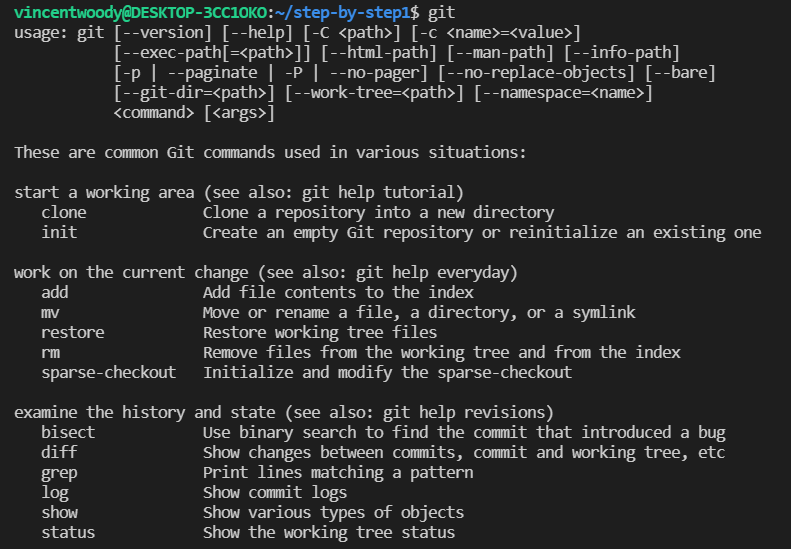 vincentwoody@DESKTOP-3CC1OKO:~/step-by-step1$ git
usage: git [--version] [--help] [-C <path>] [-c <name>=<value>]
           [--exec-path[=<path>]] [--html-path] [--man-path] [--info-path]
           [-p | --paginate | -P | --no-pager] [--no-replace-objects] [--bare]
           [--git-dir=<path>] [--work-tree=<path>] [--namespace=<name>]
           <command> [<args>]

These are common Git commands used in various situations:

start a working area (see also: git help tutorial)
   clone             Clone a repository into a new directory
   init              Create an empty Git repository or reinitialize an existing one

work on the current change (see also: git help everyday)
   add               Add file contents to the index
   mv                Move or rename a file, a directory, or a symlink
   restore           Restore working tree files
   rm                Remove files from the working tree and from the index
   sparse-checkout   Initialize and modify the sparse-checkout

examine the history and state (see also: git help revisions)
   bisect            Use binary search to find the commit that introduced a bug
   diff              Show changes between commits, commit and working tree, etc
   grep              Print lines matching a pattern
   log               Show commit logs
   show              Show various types of objects
   status            Show the working tree status